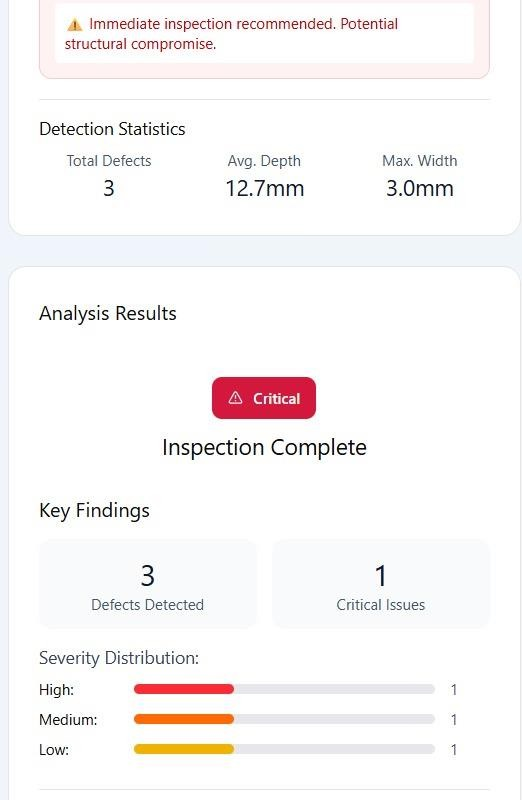 ⚠️ Immediate inspection recommended. Potential
structural compromise.
Detection Statistics
Total Defects Avg. Depth Max. Width
3 12.7mm 3.0mm
Analysis Results
Critical
Inspection Complete
Key Findings
3 1
Defects Detected Critical Issues
Severity Distribution:
High: 1
Medium: 1
Low: 1